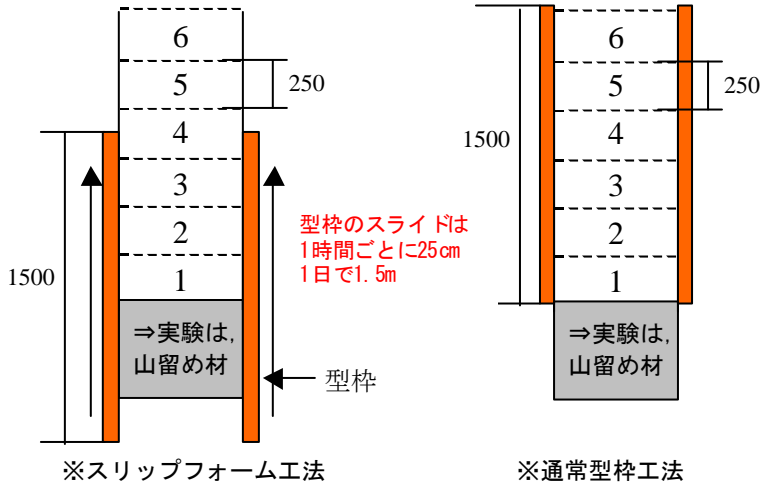 6
5
4
3
2
1
250
1500
⇒実験は,
山留め材
型枠のスライドは
1時間ごとに25cm
1日で1.5m
型枠
※スリップフォーム工法
6
5
4
3
2
1
250
1500
⇒実験は,
山留め材
※通常型枠工法